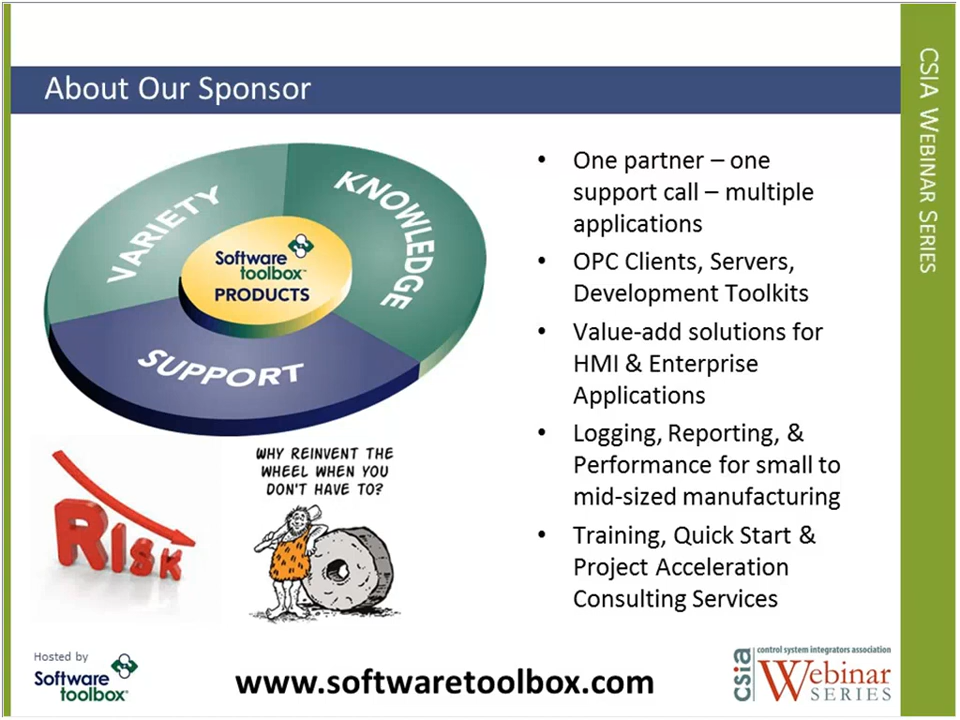 About Our Sponsor
CSIA WEBINAR SERIES
VARIETY
KNOWLEDGE
SUPPORT
Software
toolbox™
PRODUCTS
• One partner – one
support call – multiple
applications
• OPC Clients, Servers,
Development Toolkits
• Value-add solutions for
HMI & Enterprise
Applications
• Logging, Reporting, &
Performance for small to
mid-sized manufacturing
• Training, Quick Start &
Project Acceleration
Consulting Services
RISK
WHY REINVENT THE
WHEEL WHEN YOU
DON'T HAVE TO?
Hosted by
Software
toolbox®
www.softwaretoolbox.com
csia
control system integrators association
Webinar
SERIES